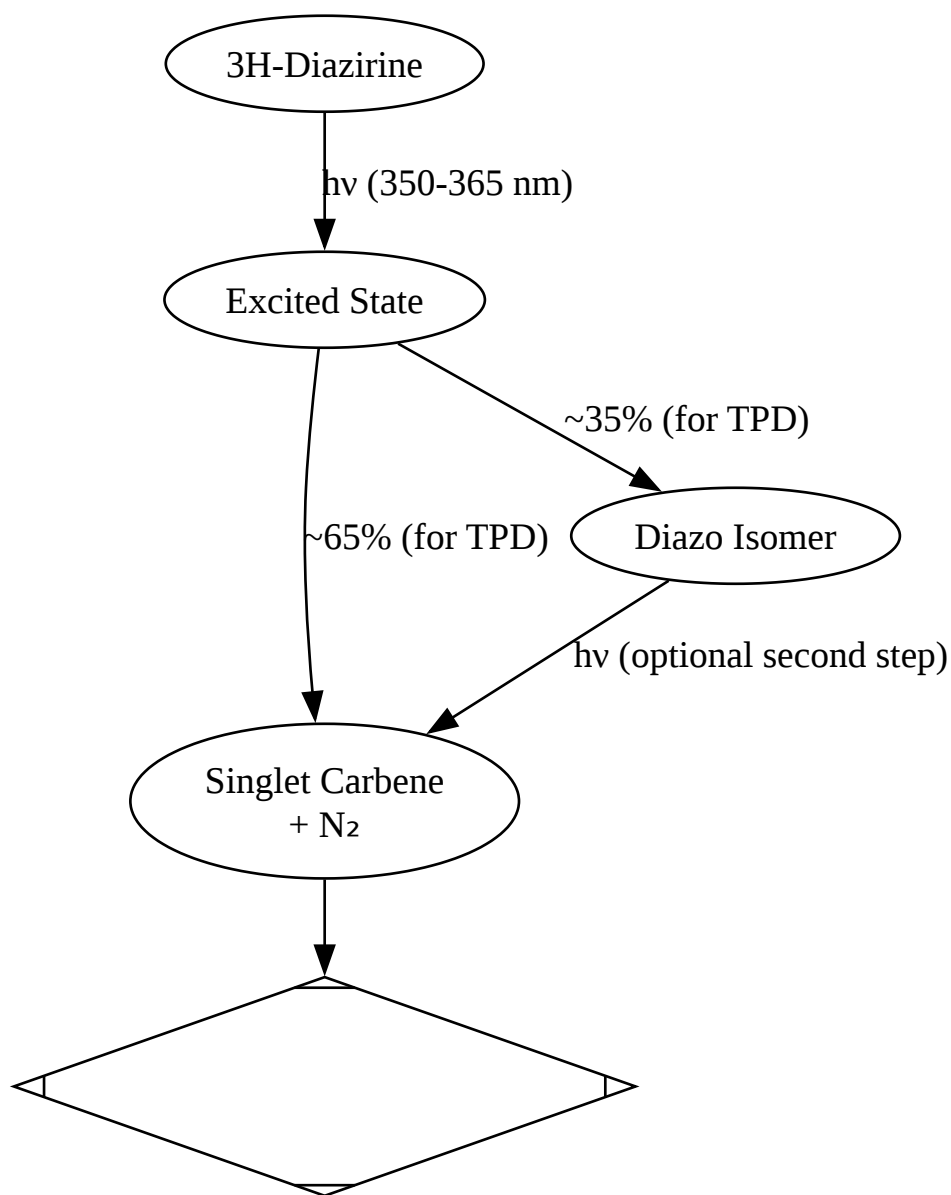 3H-Diazirine
hν (350-365 nm)
Excited State
~35% (for TPD)
~65% (for TPD)
Diazo Isomer
hν (optional second step)
Singlet Carbene
+ N₂